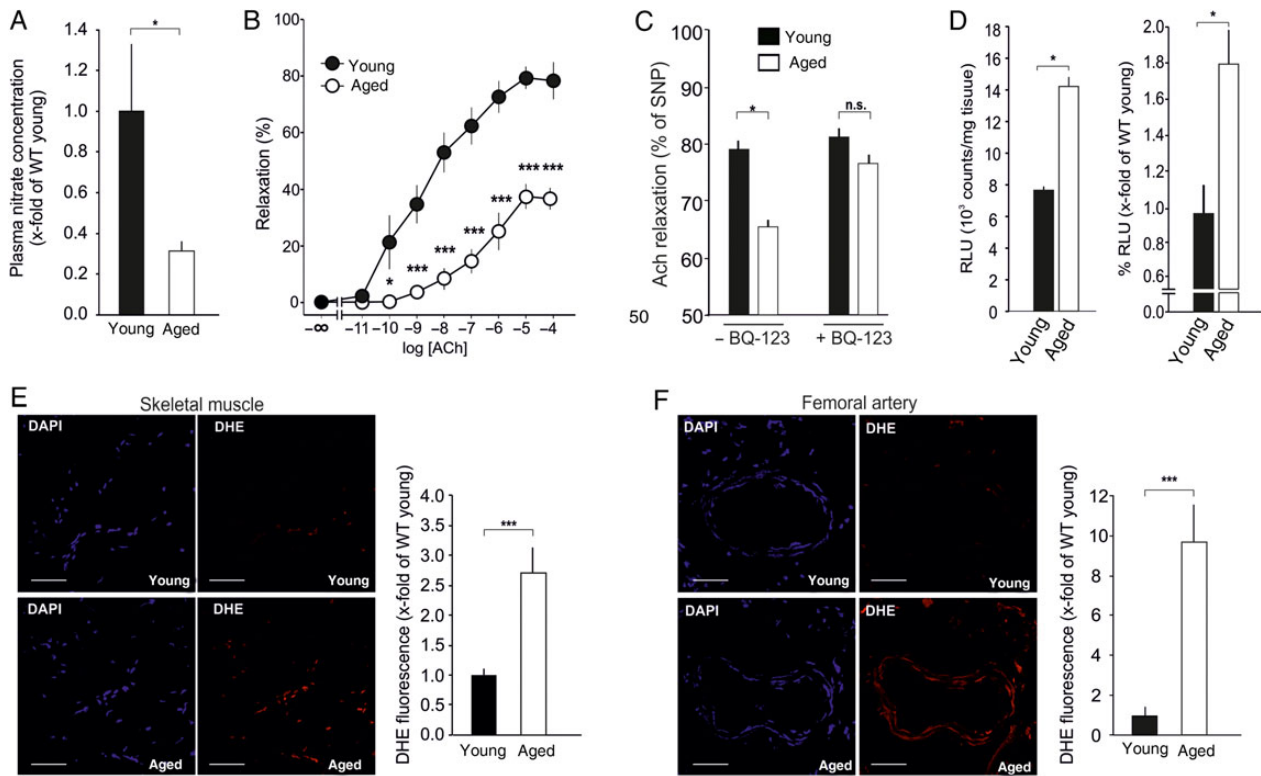 A
Plasma nitrate concentration
(x-fold of WT young)
1.4
1.2
1.0
0.8
0.6
0.4
0.2
0
*
Young
Aged
B
Relaxation (%)
80
60
40
20
0
Young
Aged
*
***
***
***
***
*** ***
–∞ –11 –10 –9 –8 –7 –6 –5 –4
log [ACh]
C
Ach relaxation (% of SNP)
100
90
80
70
60
50
50
Young
Aged
*
n.s.
– BQ-123
+ BQ-123
D
RLU (10³ counts/mg tisuue)
18
16
14
12
10
8
6
4
2
0
*
Young
Aged
% RLU (x-fold of WT young)
2.0
1.8
1.6
1.4
1.2
1.0
0.8
0.6
0.0
*
Young
Aged
E
Skeletal muscle
DAPI
DHE
Young
Young
DAPI
DHE
Aged
Aged
DHE fluorescence (x-fold of WT young)
4.0
3.5
3.0
2.5
2.0
1.5
1.0
0.5
0.0
***
Young
Aged
F
Femoral artery
DAPI
DHE
Young
Young
DAPI
DHE
Aged
Aged
DHE fluorescence (x-fold of WT young)
12
10
8
6
4
2
0
***
Young
Aged